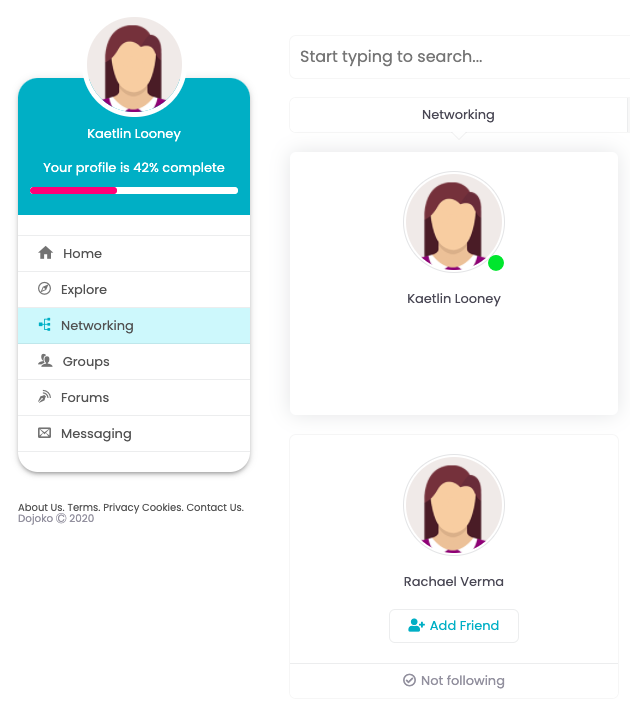 Kaetlin Looney
Your profile is 42% complete
Home
Explore
Networking
Groups
Forums
Messaging
About Us. Terms. Privacy Cookies. Contact Us.
Dojoko © 2020
Start typing to search...
Networking
Kaetlin Looney
Rachael Verma
Add Friend
Not following